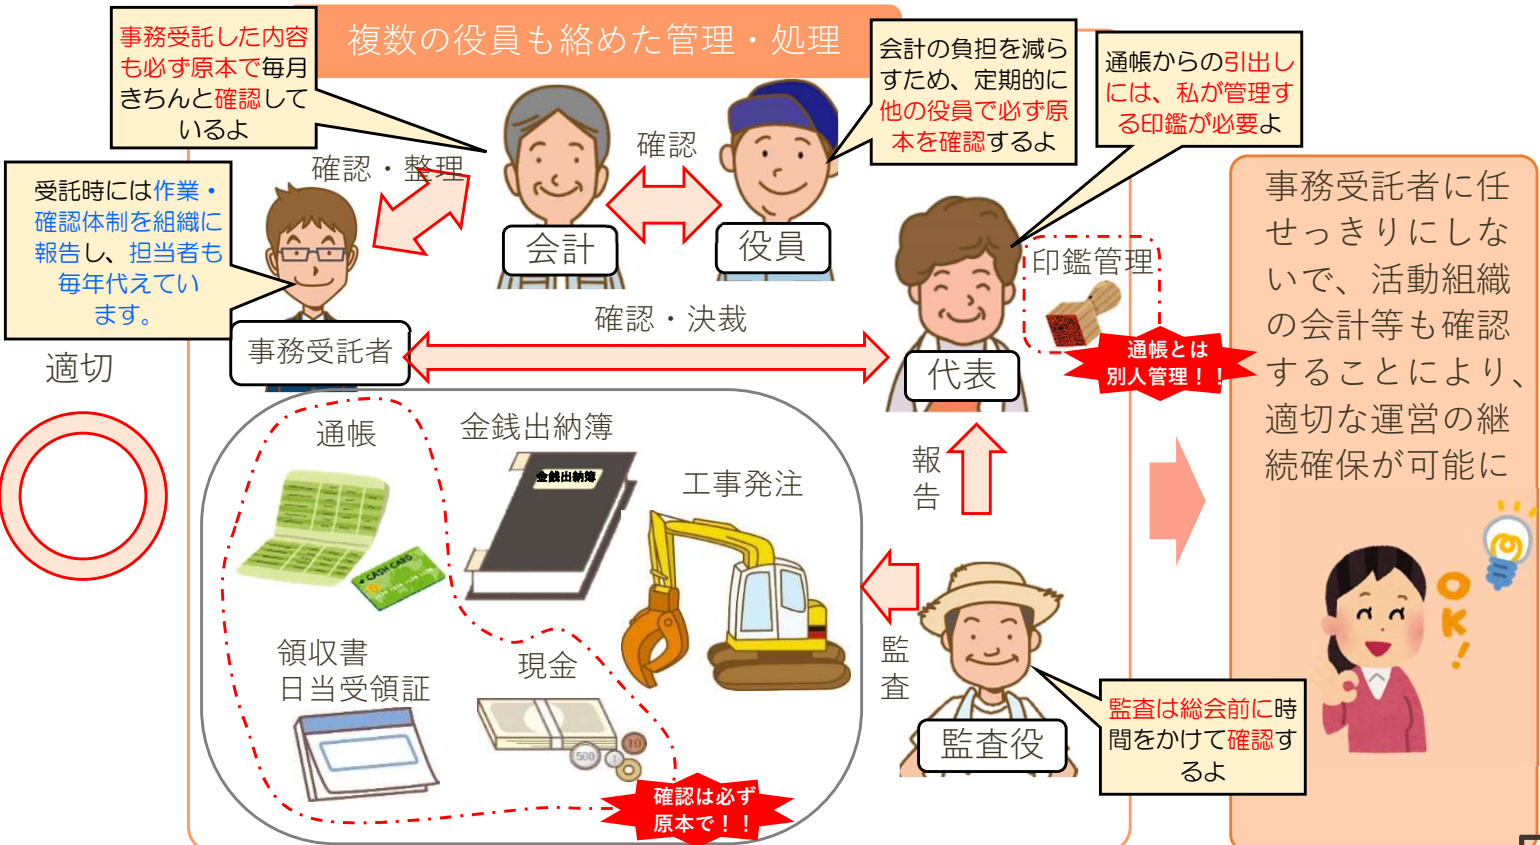 複数の役員も絡めた管理・処理
事務受託した内容
も必ず原本で毎月
きちんと確認して
いるよ
会計の負担を減ら
すため、定期的に
他の役員で必ず原
本を確認するよ
通帳からの引出し
には、私が管理す
る印鑑が必要よ
受託時には作業・
確認体制を組織に
報告し、担当者も
毎年代えてい
ます。
確認・整理
確認
会計
役員
印鑑管理
通帳とは
別人管理！！
事務受託者
確認・決裁
代表
適切
通帳
金銭出納簿
金銭出納簿
工事発注
CASH CARD
報告
領収書
日当受領証
現金
500
1
10
確認は必ず
原本で！！
監査
監査役
監査は総会前に時
間をかけて確認す
るよ
事務受託者に任
せっきりにしな
いで、活動組織
の会計等も確認
することにより、
適切な運営の継
続確保が可能に
OK!